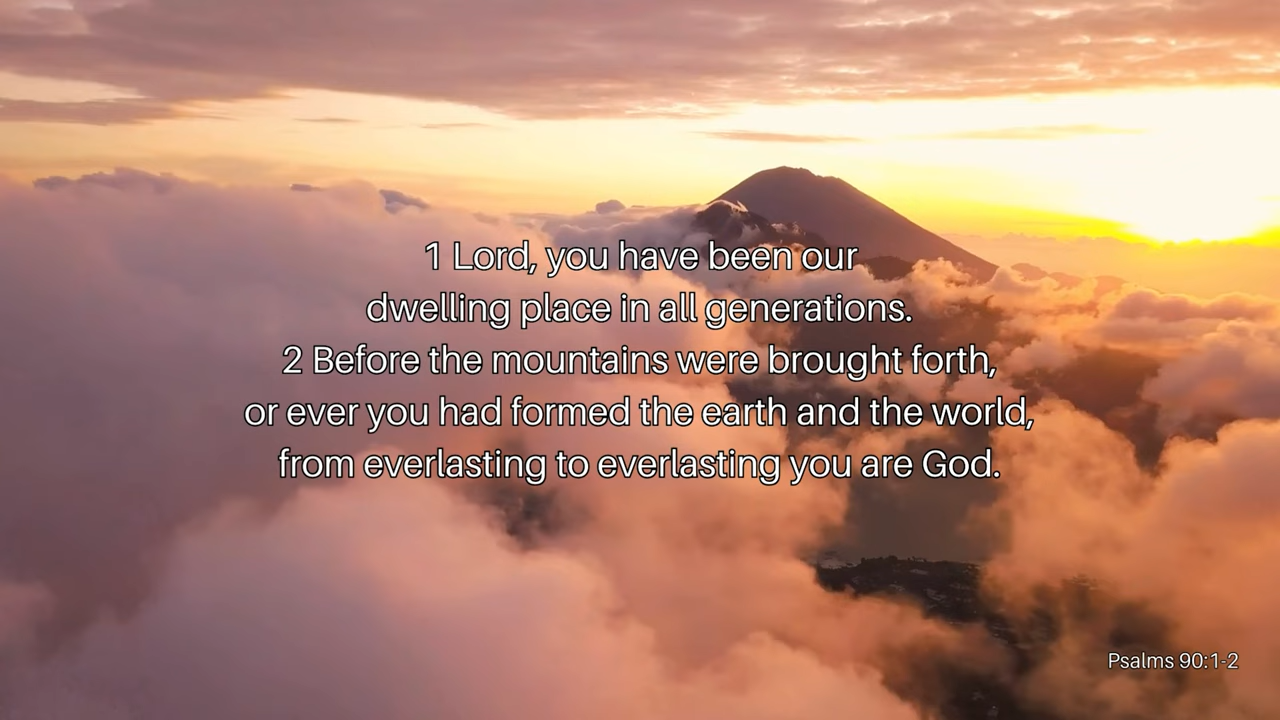 1 Lord, you have been our
dwelling place in all generations.
2 Before the mountains were brought forth,
or ever you had formed the earth and the world,
from everlasting to everlasting you are God.
Psalms 90:1-2